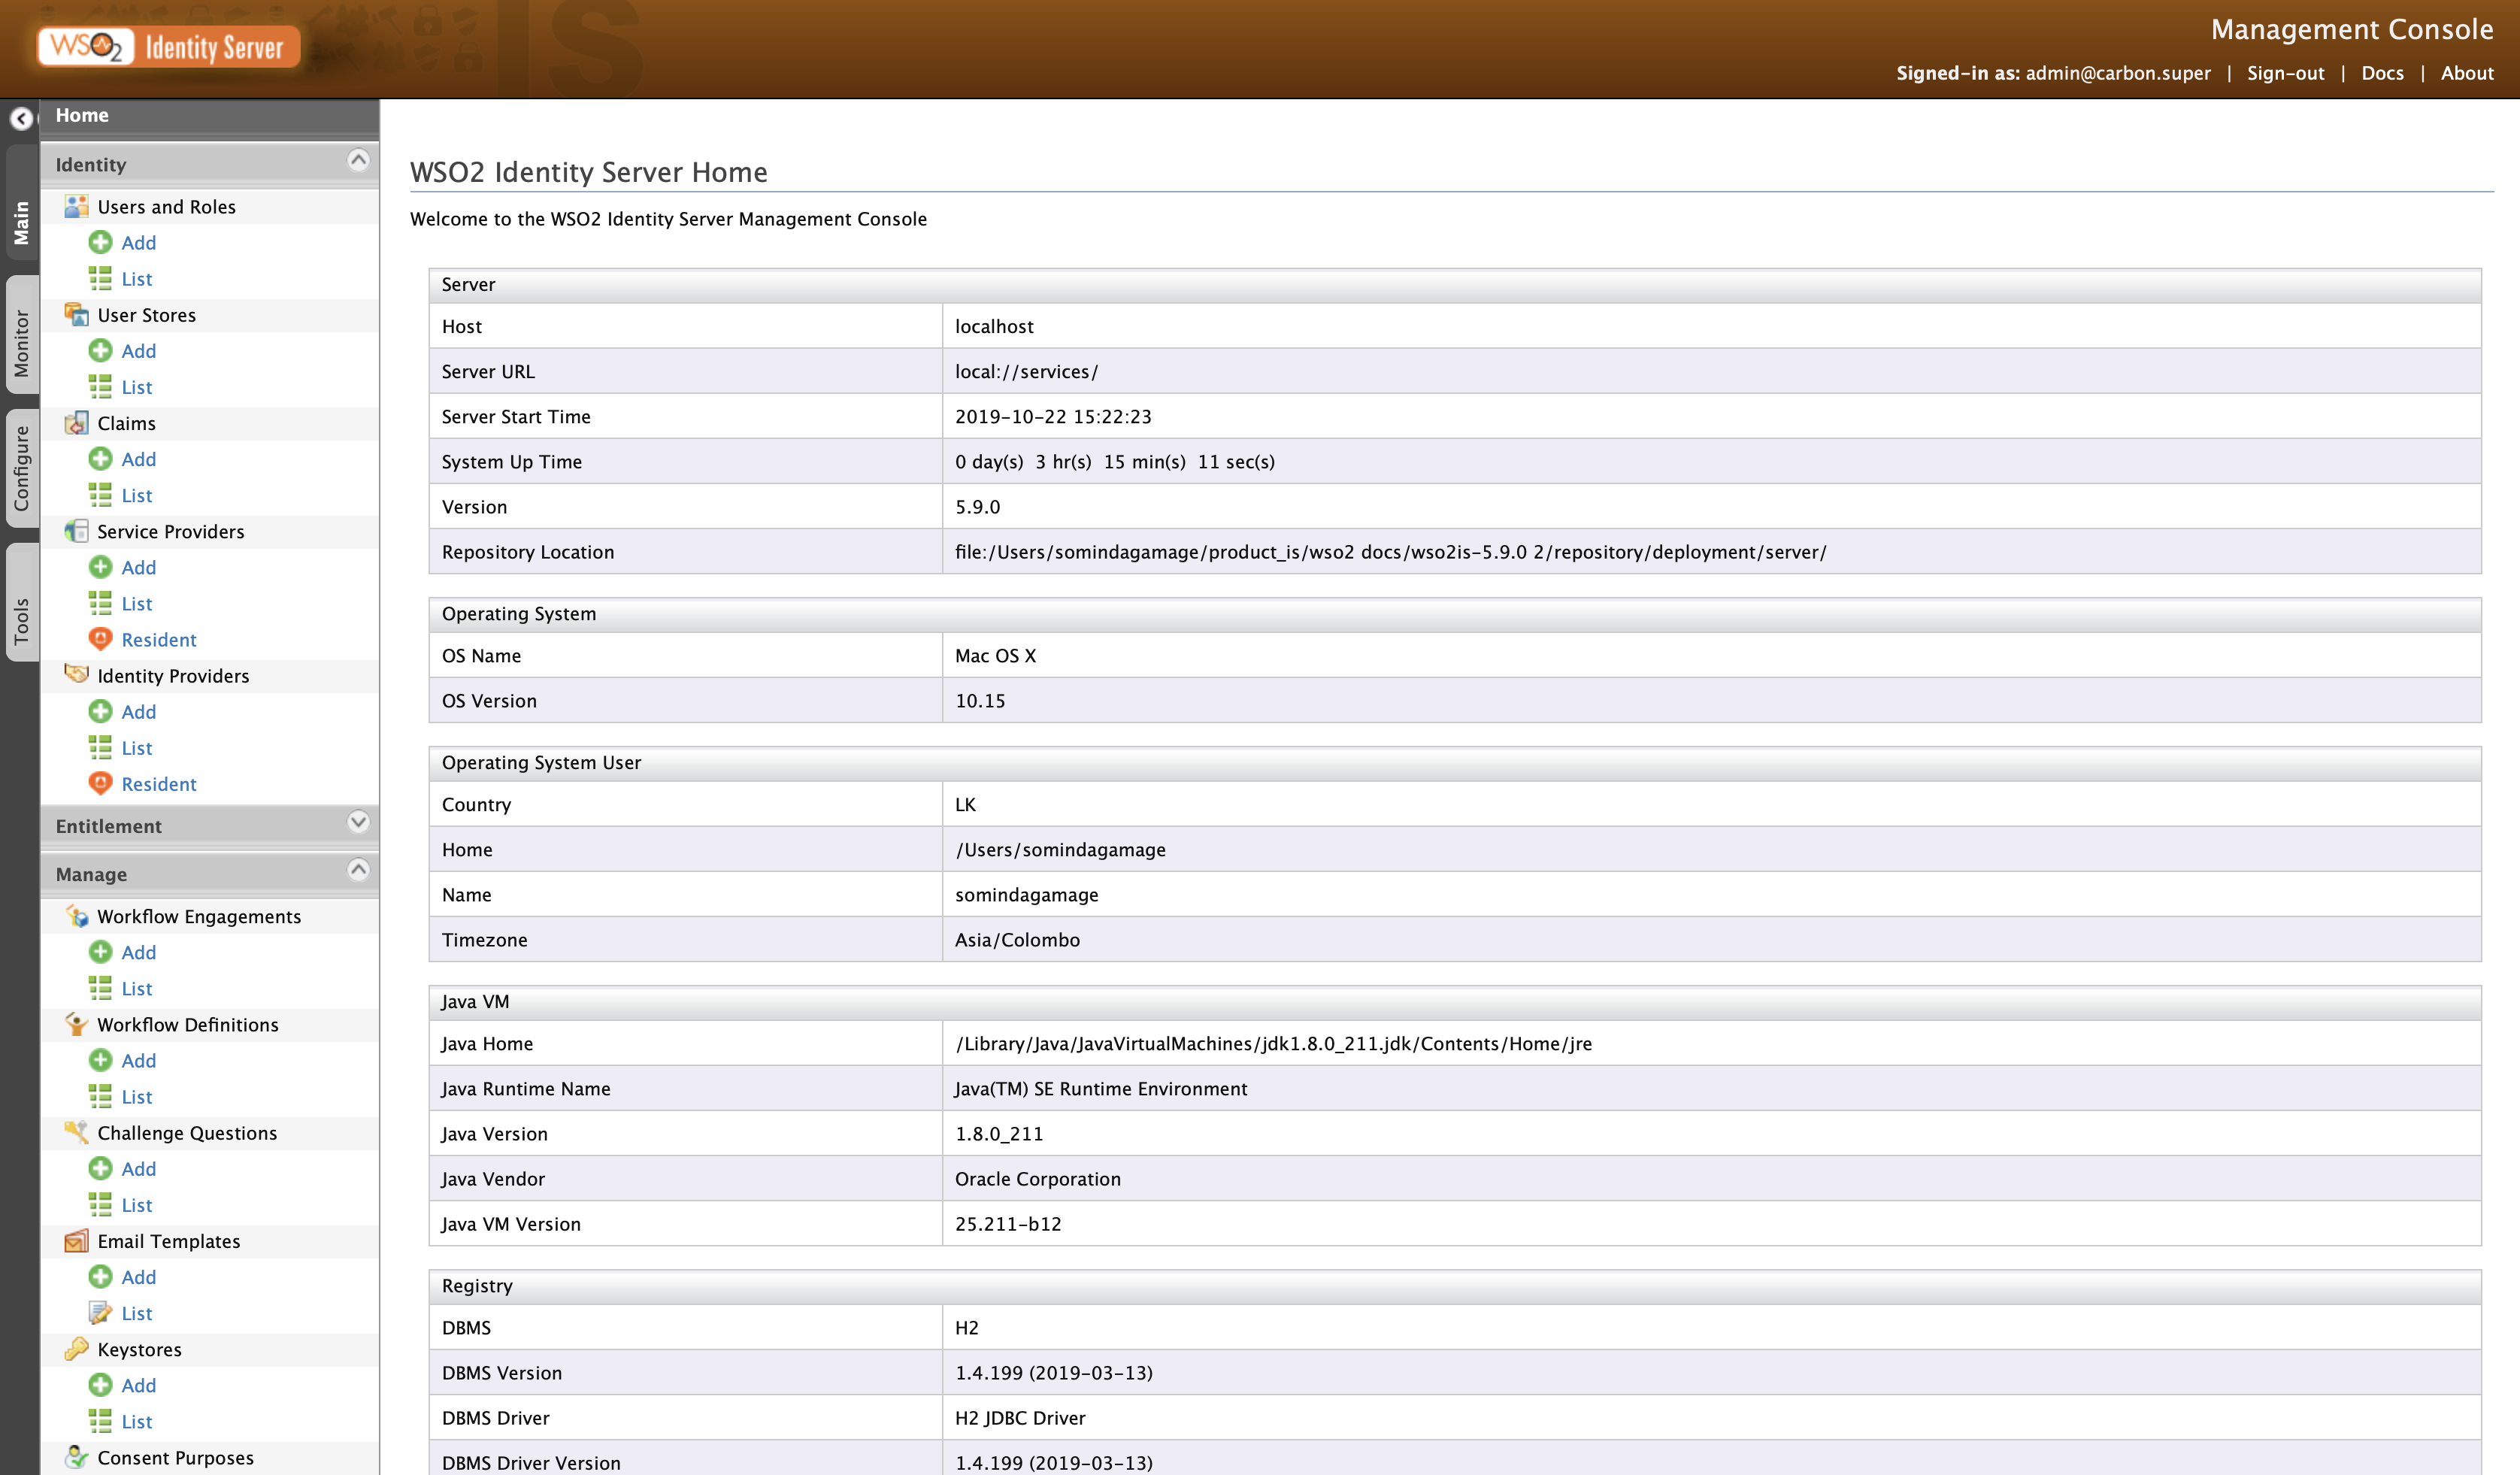 WSO2 Identity Server
Management Console
Signed-in as: admin@carbon.super | Sign-out | Docs | About
Main
Monitor
Configure
Tools
Home
Identity
Users and Roles
Add
List
User Stores
Add
List
Claims
Add
List
Service Providers
Add
List
Resident
Identity Providers
Add
List
Resident
Entitlement
Manage
Workflow Engagements
Add
List
Workflow Definitions
Add
List
Challenge Questions
Add
List
Email Templates
Add
List
Keystores
Add
List
Consent Purposes
WSO2 Identity Server Home
Welcome to the WSO2 Identity Server Management Console
Server
Host localhost
Server URL local://services/
Server Start Time 2019-10-22 15:22:23
System Up Time 0 day(s) 3 hr(s) 15 min(s) 11 sec(s)
Version 5.9.0
Repository Location file:/Users/somindagamage/product_is/wso2 docs/wso2is-5.9.0 2/repository/deployment/server/
Operating System
OS Name Mac OS X
OS Version 10.15
Operating System User
Country LK
Home /Users/somindagamage
Name somindagamage
Timezone Asia/Colombo
Java VM
Java Home /Library/Java/JavaVirtualMachines/jdk1.8.0_211.jdk/Contents/Home/jre
Java Runtime Name Java(TM) SE Runtime Environment
Java Version 1.8.0_211
Java Vendor Oracle Corporation
Java VM Version 25.211-b12
Registry
DBMS H2
DBMS Version 1.4.199 (2019-03-13)
DBMS Driver H2 JDBC Driver
DBMS Driver Version 1.4.199 (2019-03-13)